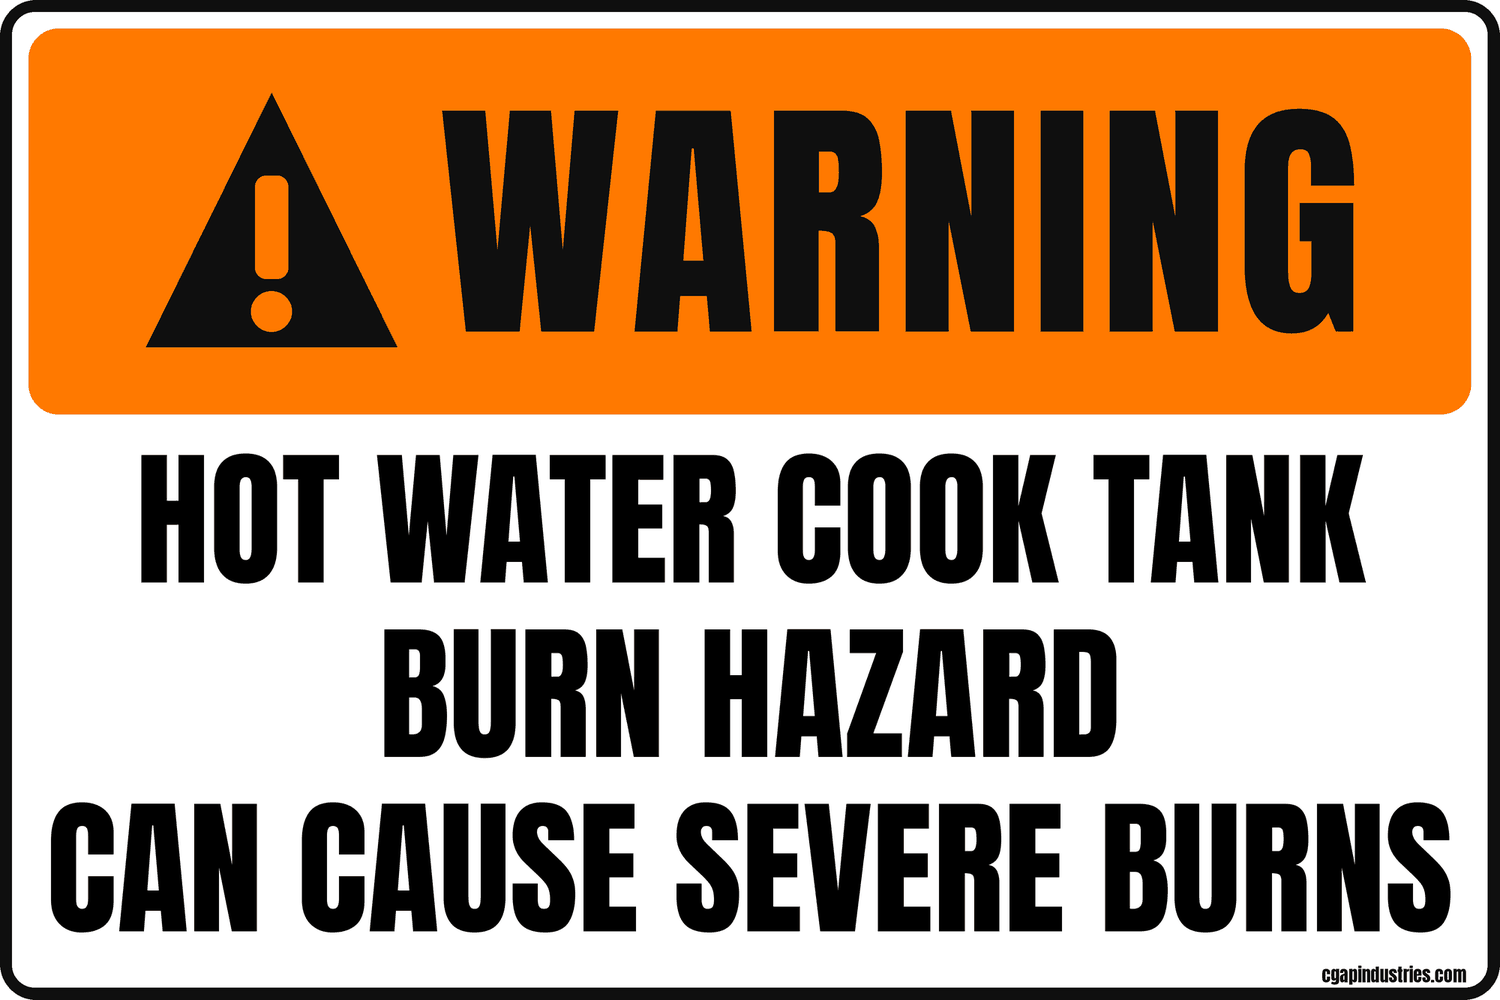 WARNING
HOT WATER COOK TANK
BURN HAZARD
CAN CAUSE SEVERE BURNS
cgapindustries.com